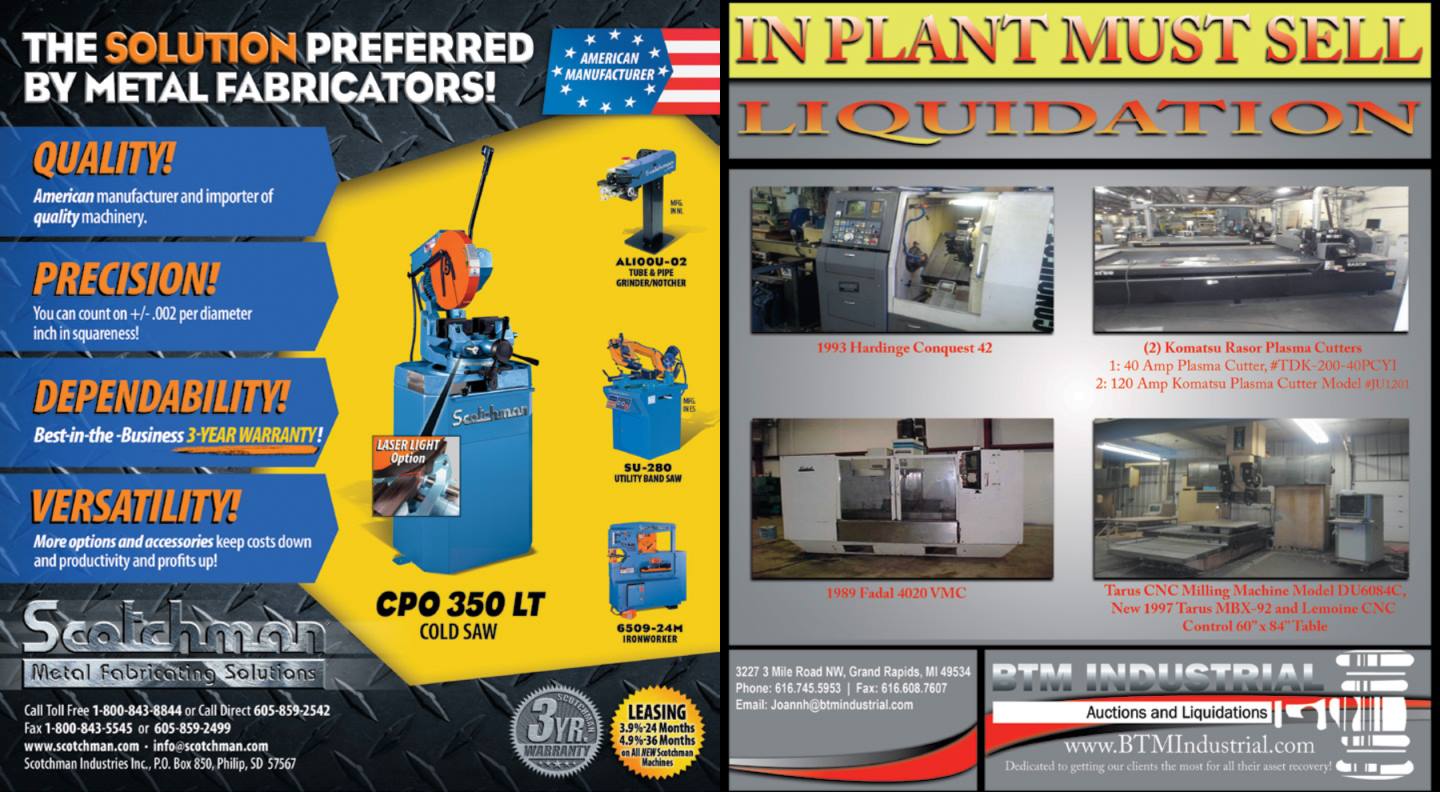 THE SOLUTION PREFERRED
BY METAL FABRICATORS!
AMERICAN
MANUFACTURER
QUALITY!
American manufacturer and importer of
quality machinery.
PRECISION!
You can count on +/- .002 per diameter
inch in squareness!
DEPENDABILITY!
Best-in-the -Business 3-YEAR WARRANTY!
VERSATILITY!
More options and accessories keep costs down
and productivity and profits up!
Scotchman
LASER LIGHT
Option
CPO 350 LT
COLD SAW
Scotchman
MFG.
IN NL
AL100U-02
TUBE & PIPE
GRINDER/NOTCHER
MFG.
IN ES
SU-280
UTILITY BAND SAW
6509-24M
IRONWORKER
Scotchman
Metal Fabricating Solutions
Call Toll Free 1-800-843-8844 or Call Direct 605-859-2542
Fax 1-800-843-5545 or 605-859-2499
www.scotchman.com · info@scotchman.com
Scotchman Industries Inc., P.O. Box 850, Philip, SD 57567
SCOTCHMAN
3YR.
WARRANTY
LEASING
3.9%-24 Months
4.9%-36 Months
on All NEW Scotchman
Machines
IN PLANT MUST SELL
LIQUIDATION
CONQUEST
1993 Hardinge Conquest 42
(2) Komatsu Rasor Plasma Cutters
1: 40 Amp Plasma Cutter, #TDK-200-40PCYI
2: 120 Amp Komatsu Plasma Cutter Model #JU1201
1989 Fadal 4020 VMC
Tarus CNC Milling Machine Model DU6084C,
New 1997 Tarus MBX-92 and Lemoine CNC
Control 60" x 84" Table
3227 3 Mile Road NW, Grand Rapids, MI 49534
Phone: 616.745.5953 | Fax: 616.608.7607
Email: Joannh@btmindustrial.com
BTM INDUSTRIAL
Auctions and Liquidations
www.BTMIndustrial.com
Dedicated to getting our clients the most for all their asset recovery!